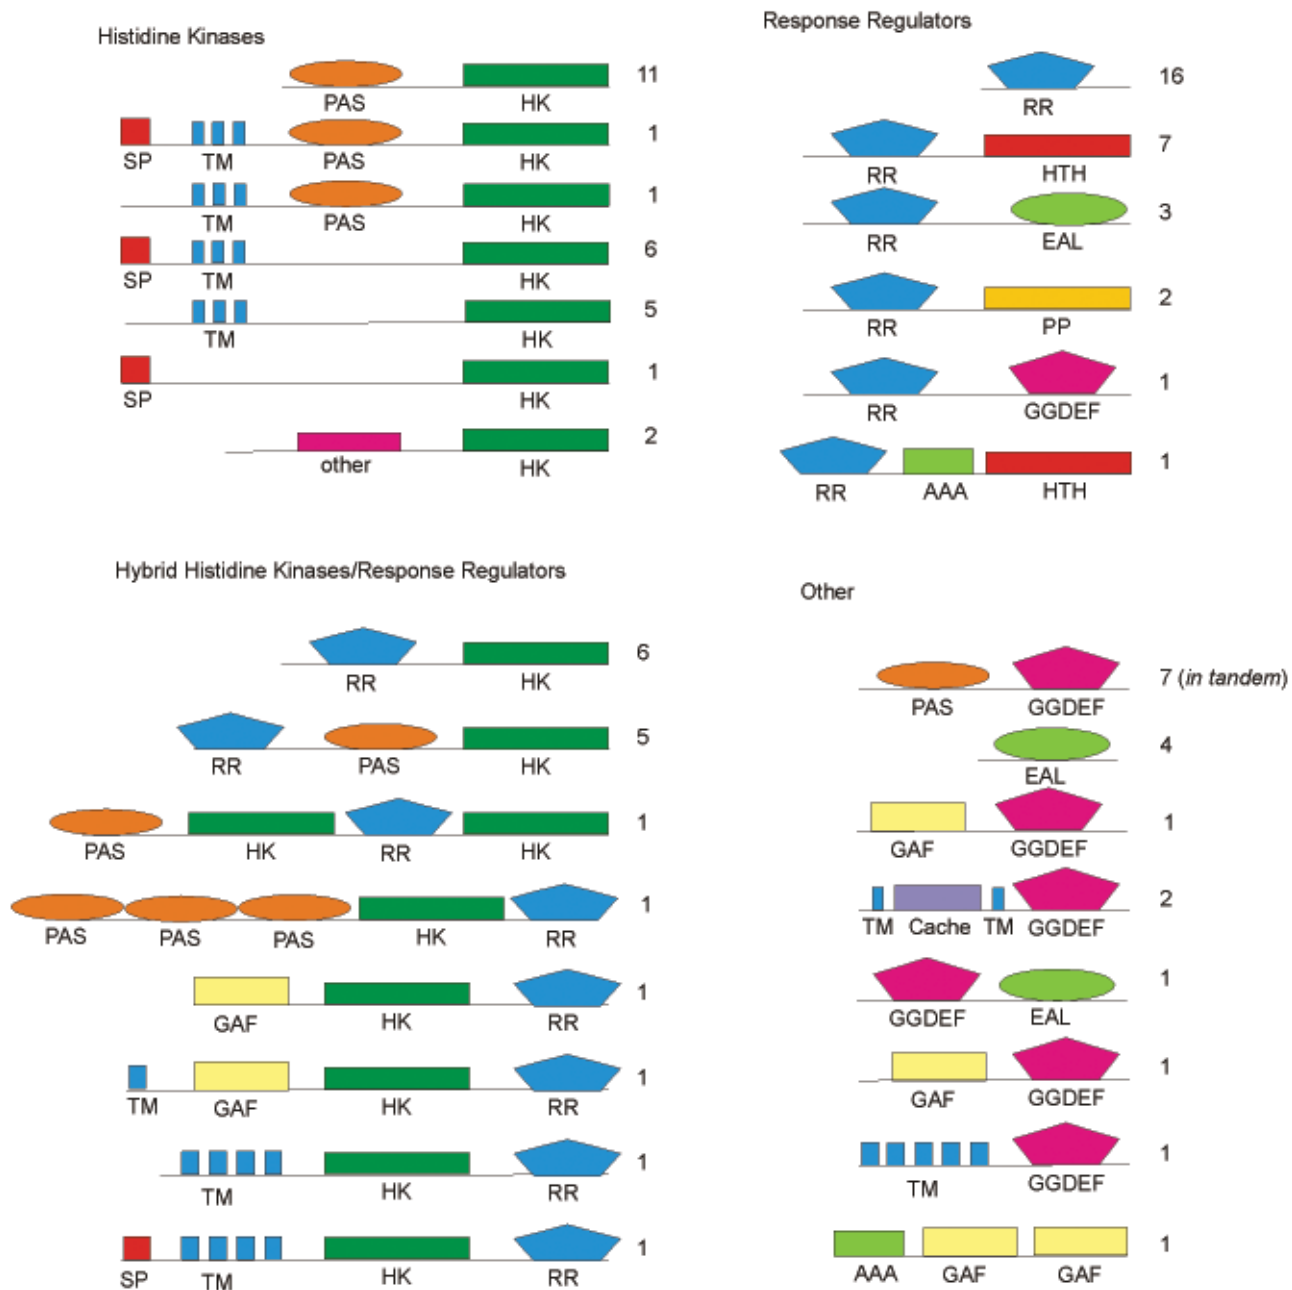 Histidine Kinases
11
PAS HK
1
SP TM PAS HK
1
TM PAS HK
6
SP TM HK
5
TM HK
1
SP HK
2
other HK
Response Regulators
16
RR
7
RR HTH
3
RR EAL
2
RR PP
1
RR GGDEF
1
RR AAA HTH
Hybrid Histidine Kinases/Response Regulators
6
RR HK
5
RR PAS HK
1
PAS HK RR HK
1
PAS PAS PAS HK RR
1
GAF HK RR
1
TM GAF HK RR
1
TM HK RR
1
SP TM HK RR
Other
7 (in tandem)
PAS GGDEF
4
EAL
1
GAF GGDEF
2
TM Cache TM GGDEF
1
GGDEF EAL
1
GAF GGDEF
1
TM GGDEF
1
AAA GAF GAF